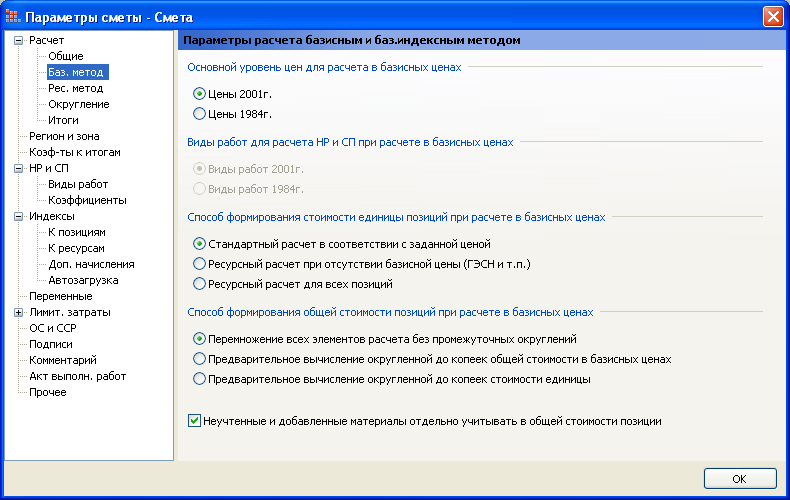 Параметры сметы - Смета
Расчет
Общие
Баз. метод
Рес. метод
Округление
Итоги
Регион и зона
Коэф-ты к итогам
НР и СП
Виды работ
Коэффициенты
Индексы
К позициям
К ресурсам
Доп. начисления
Автозагрузка
Переменные
Лимит. затраты
ОС и ССР
Подписи
Комментарий
Акт выполн. работ
Прочее
Параметры расчета базисным и баз.индексным методом
Основной уровень цен для расчета в базисных ценах
Цены 2001г.
Цены 1984г.
Виды работ для расчета НР и СП при расчете в базисных ценах
Виды работ 2001г.
Виды работ 1984г.
Способ формирования стоимости единицы позиций при расчете в базисных ценах
Стандартный расчет в соответствии с заданной ценой
Ресурсный расчет при отсутствии базисной цены (ГЭСН и т.п.)
Ресурсный расчет для всех позиций
Способ формирования общей стоимости позиций при расчете в базисных ценах
Перемножение всех элементов расчета без промежуточных округлений
Предварительное вычисление округленной до копеек общей стоимости в базисных ценах
Предварительное вычисление округленной до копеек стоимости единицы
Неучтенные и добавленные материалы отдельно учитывать в общей стоимости позиции
ОК